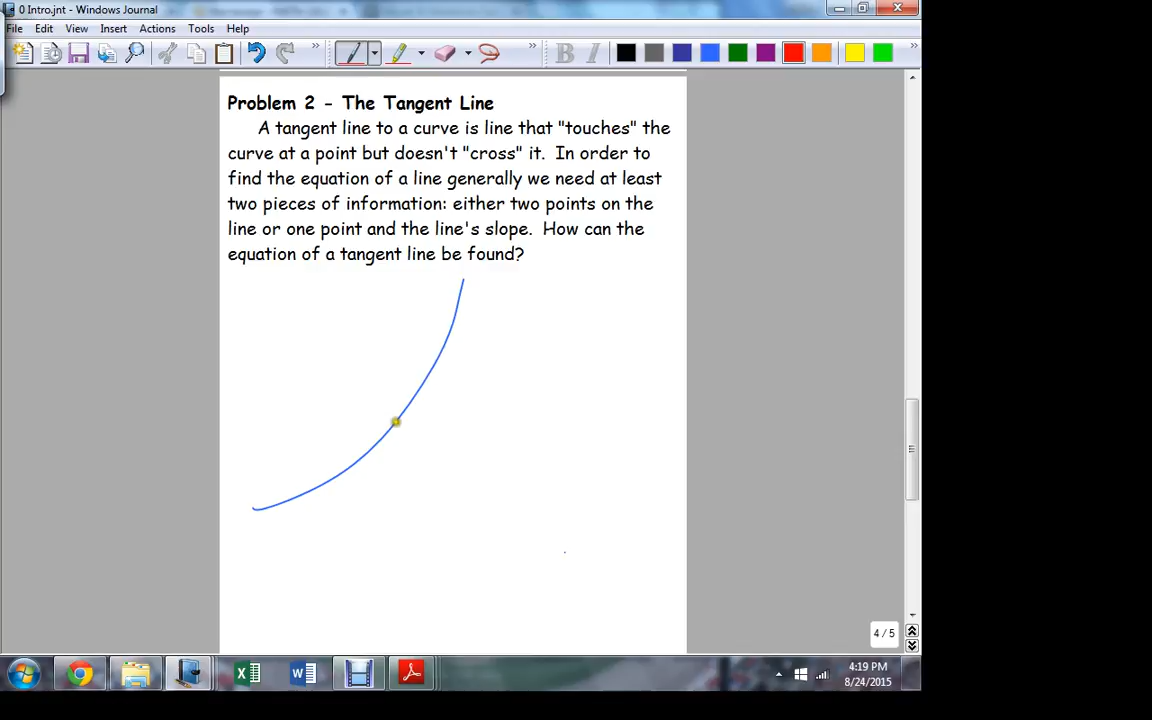 0 Intro.jnt - Windows Journal
File Edit View Insert Actions Tools Help
» » B I »
Problem 2 - The Tangent Line
A tangent line to a curve is line that "touches" the
curve at a point but doesn't "cross" it. In order to
find the equation of a line generally we need at least
two pieces of information: either two points on the
line or one point and the line's slope. How can the
equation of a tangent line be found?
4 / 5
4:19 PM
8/24/2015